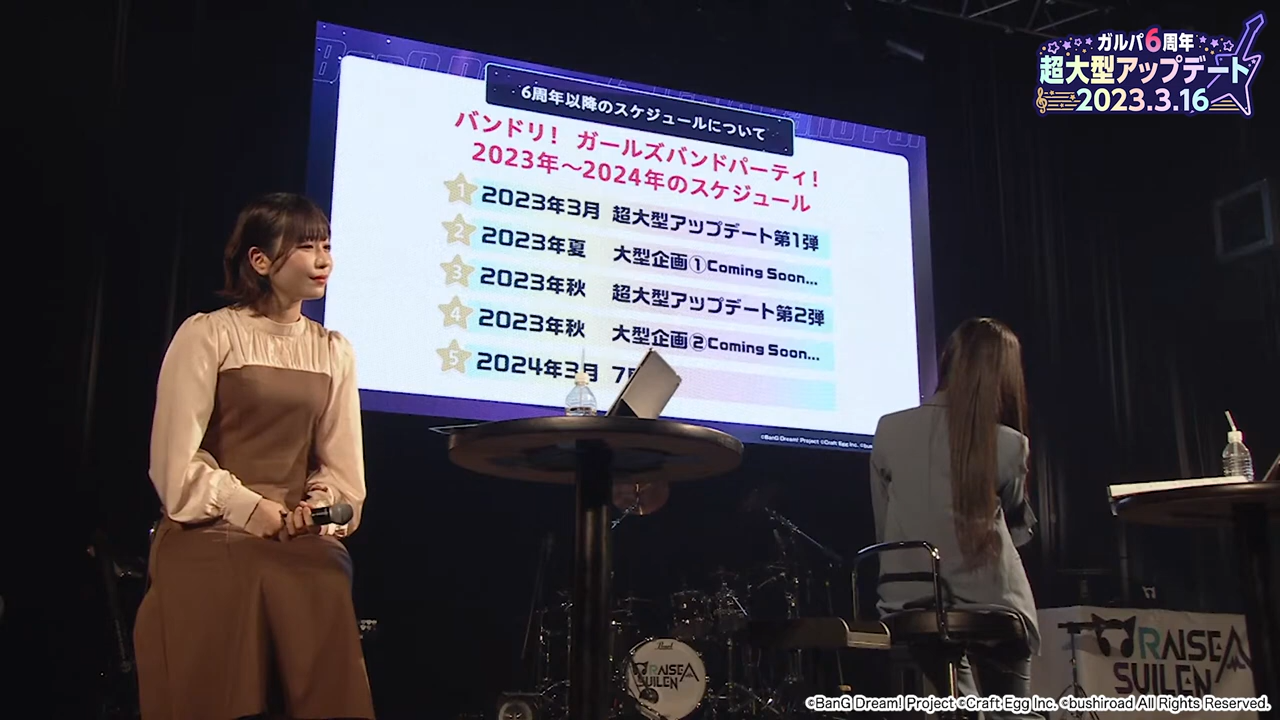 ガルパ6周年
超大型アップデート
2023.3.16
6周年以降のスケジュールについて
バンドリ! ガールズバンドパーティ!
2023年~2024年のスケジュール
1 2023年3月 超大型アップデート第1弾
2 2023年夏 大型企画①Coming Soon...
3 2023年秋 超大型アップデート第2弾
4 2023年秋 大型企画②Coming Soon...
5 2024年3月 7周
©BanG Dream! Project ©Craft Egg Inc.
RAISE A
SUILEN
RAISE A
SUILEN
©BanG Dream! Project ©Craft Egg Inc. ©bushiroad All Rights Reserved.